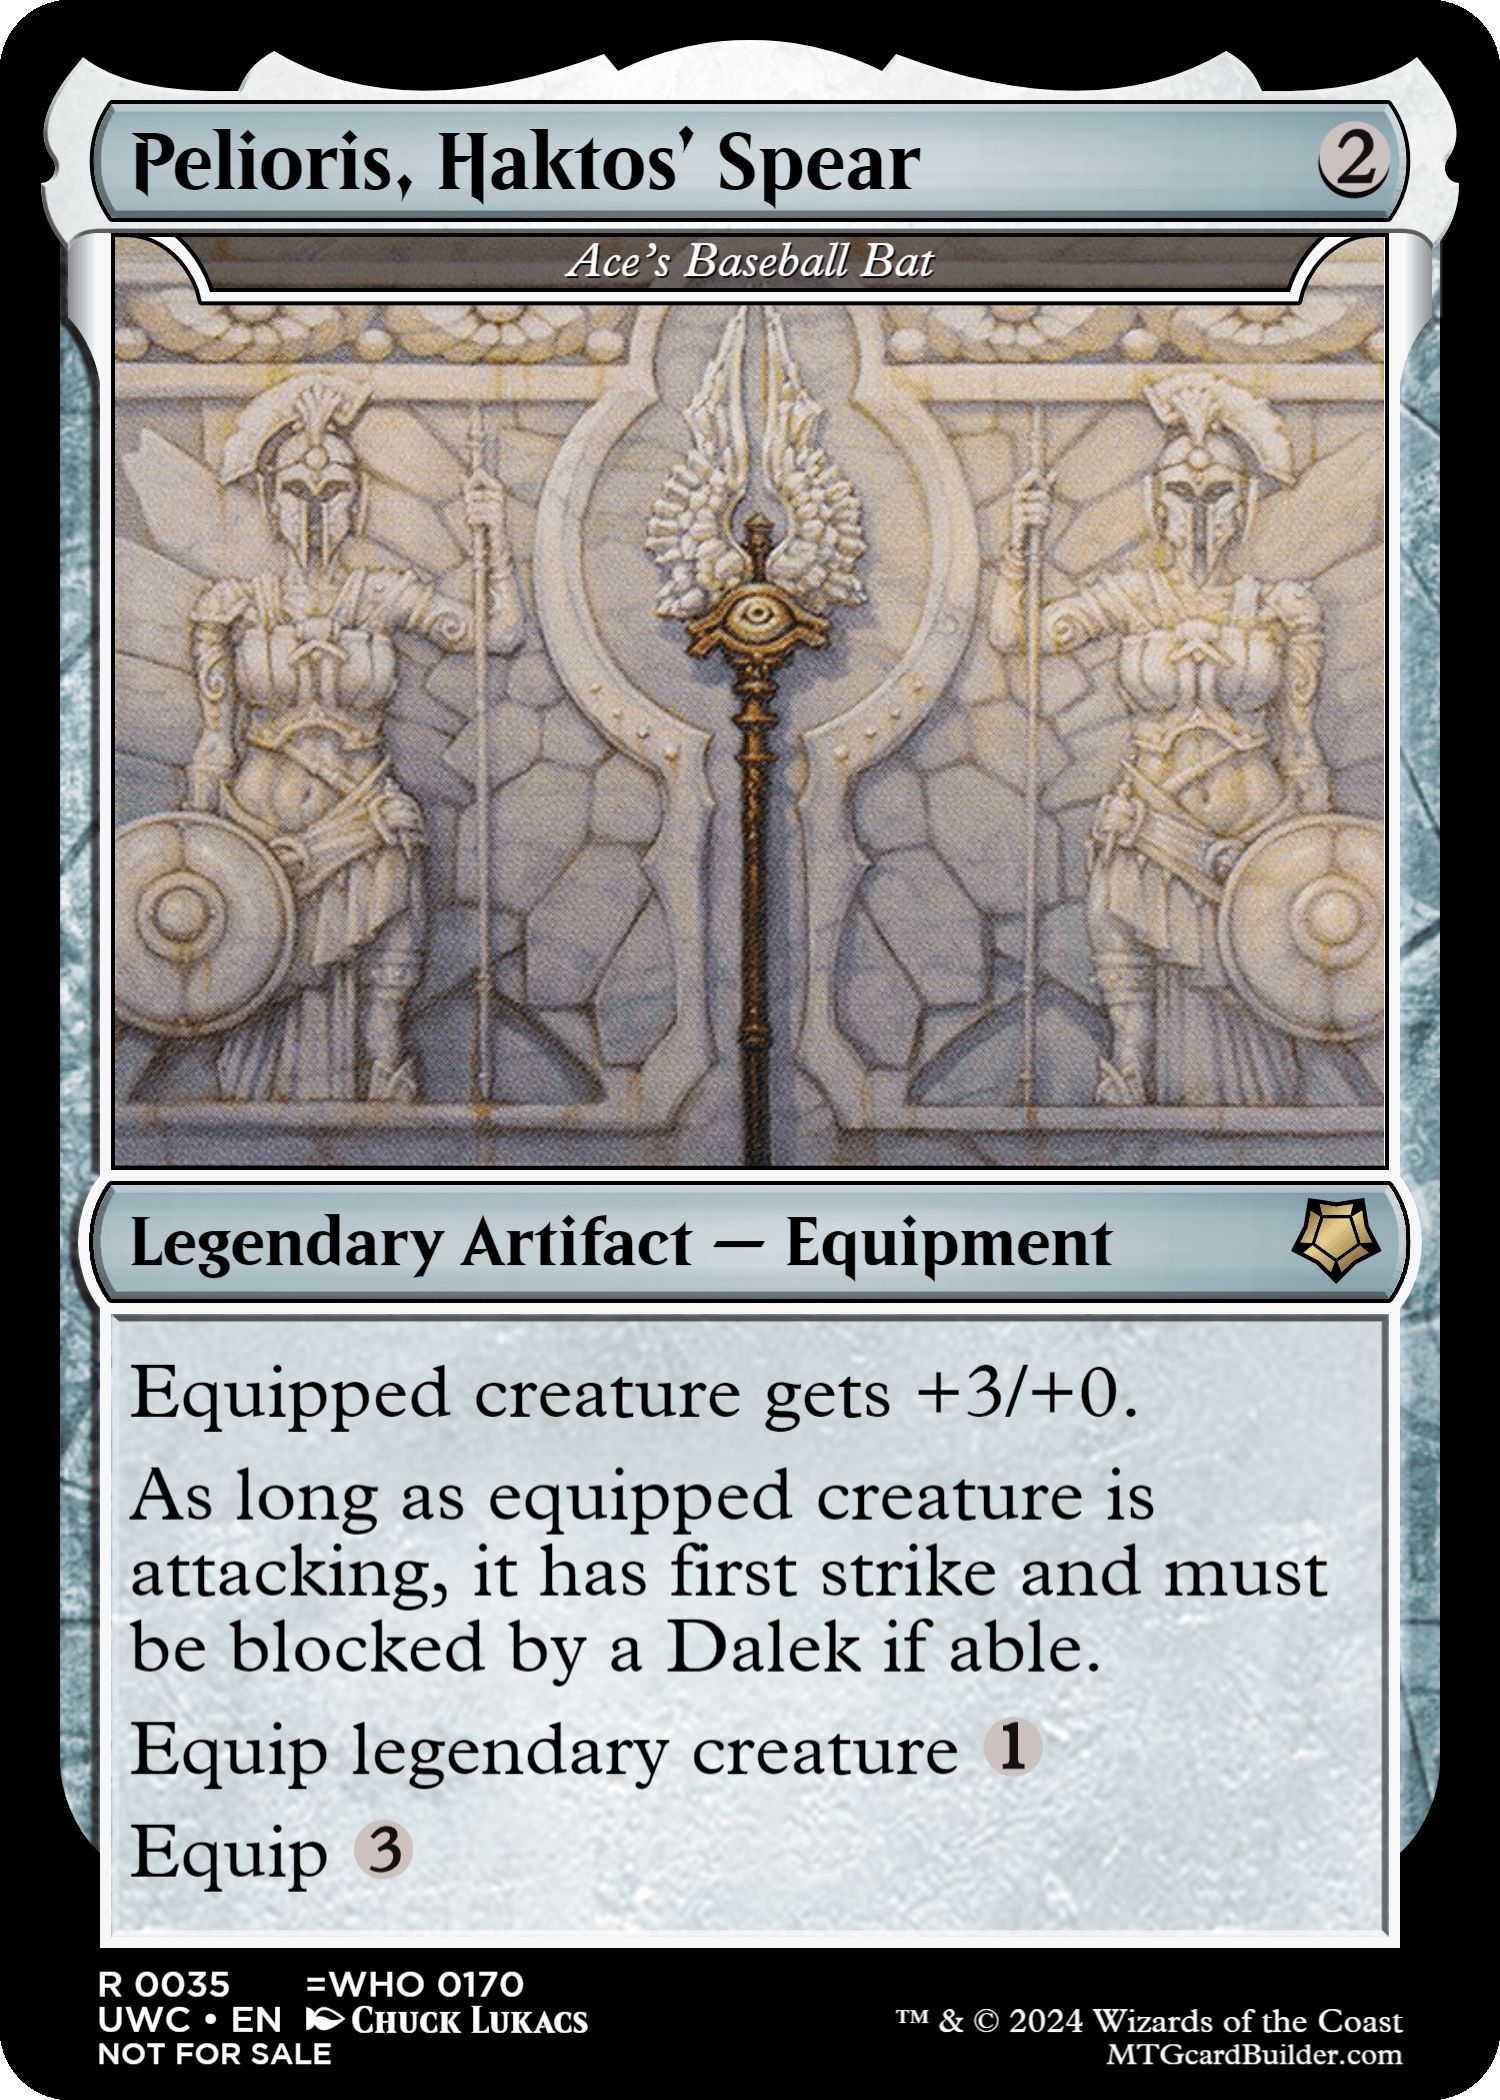 Pelioris, Haktos' Spear 2
Ace's Baseball Bat
Legendary Artifact — Equipment
Equipped creature gets +3/+0.
As long as equipped creature is
attacking, it has first strike and must
be blocked by a Dalek if able.
Equip legendary creature 1
Equip 3
R 0035 =WHO 0170
UWC • EN Chuck Lukacs
NOT FOR SALE
™ & © 2024 Wizards of the Coast
MTGcardBuilder.com